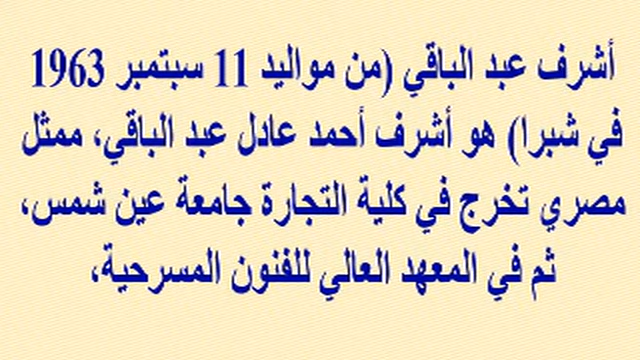 أشرف عبد الباقي (من مواليد 11 سبتمبر 1963
في شبرا) هو أشرف أحمد عادل عبد الباقي، ممثل
مصري تخرج في كلية التجارة جامعة عين شمس،
ثم في المعهد العالي للفنون المسرحية،